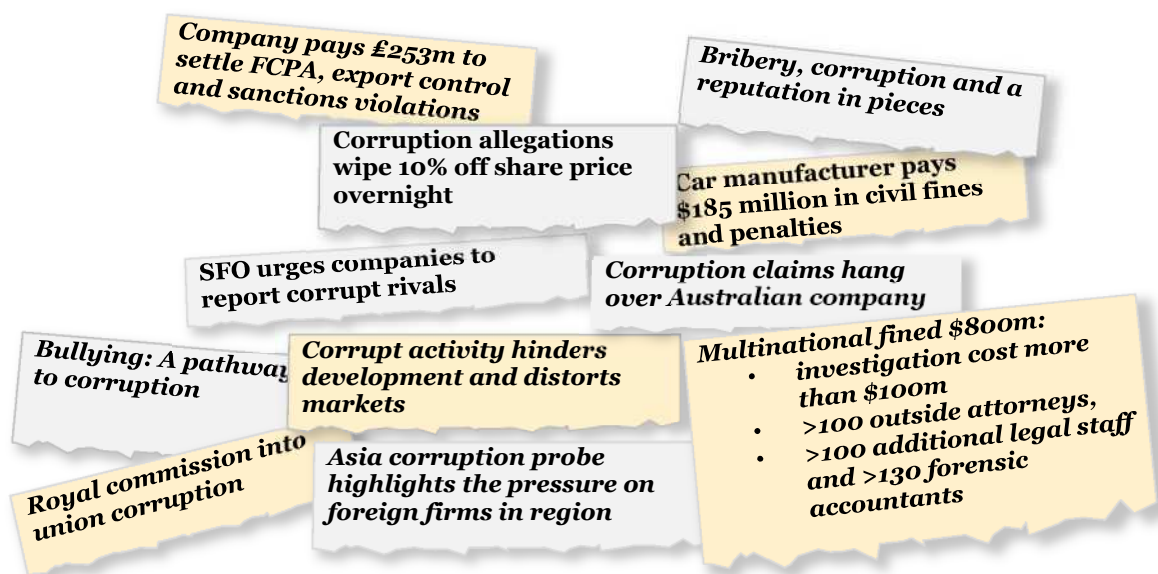 Company pays £253m to
settle FCPA, export control
and sanctions violations
Bribery, corruption and a
reputation in pieces
Corruption allegations
wipe 10% off share price
overnight
Car manufacturer pays
$185 million in civil fines
and penalties
SFO urges companies to
report corrupt rivals
Corruption claims hang
over Australian company
Bullying: A pathway
to corruption
Corrupt activity hinders
development and distorts
markets
Multinational fined $800m:
• investigation cost more
than $100m
• >100 outside attorneys,
• >100 additional legal staff
and >130 forensic
accountants
Royal commission into
union corruption
Asia corruption probe
highlights the pressure on
foreign firms in region